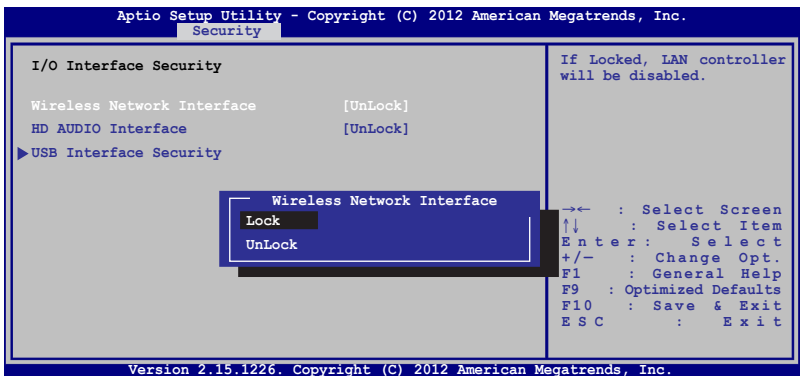 Aptio Setup Utility - Copyright (C) 2012 American Megatrends, Inc.
Security
I/O Interface Security
Wireless Network Interface [UnLock]
HD AUDIO Interface [UnLock]
USB Interface Security
Wireless Network Interface
Lock
UnLock
If Locked, LAN controller
will be disabled.
→← : Select Screen
↑↓ : Select Item
Enter: Select
+/— : Change Opt.
F1 : General Help
F9 : Optimized Defaults
F10 : Save & Exit
ESC : Exit
Version 2.15.1226. Copyright (C) 2012 American Megatrends, Inc.